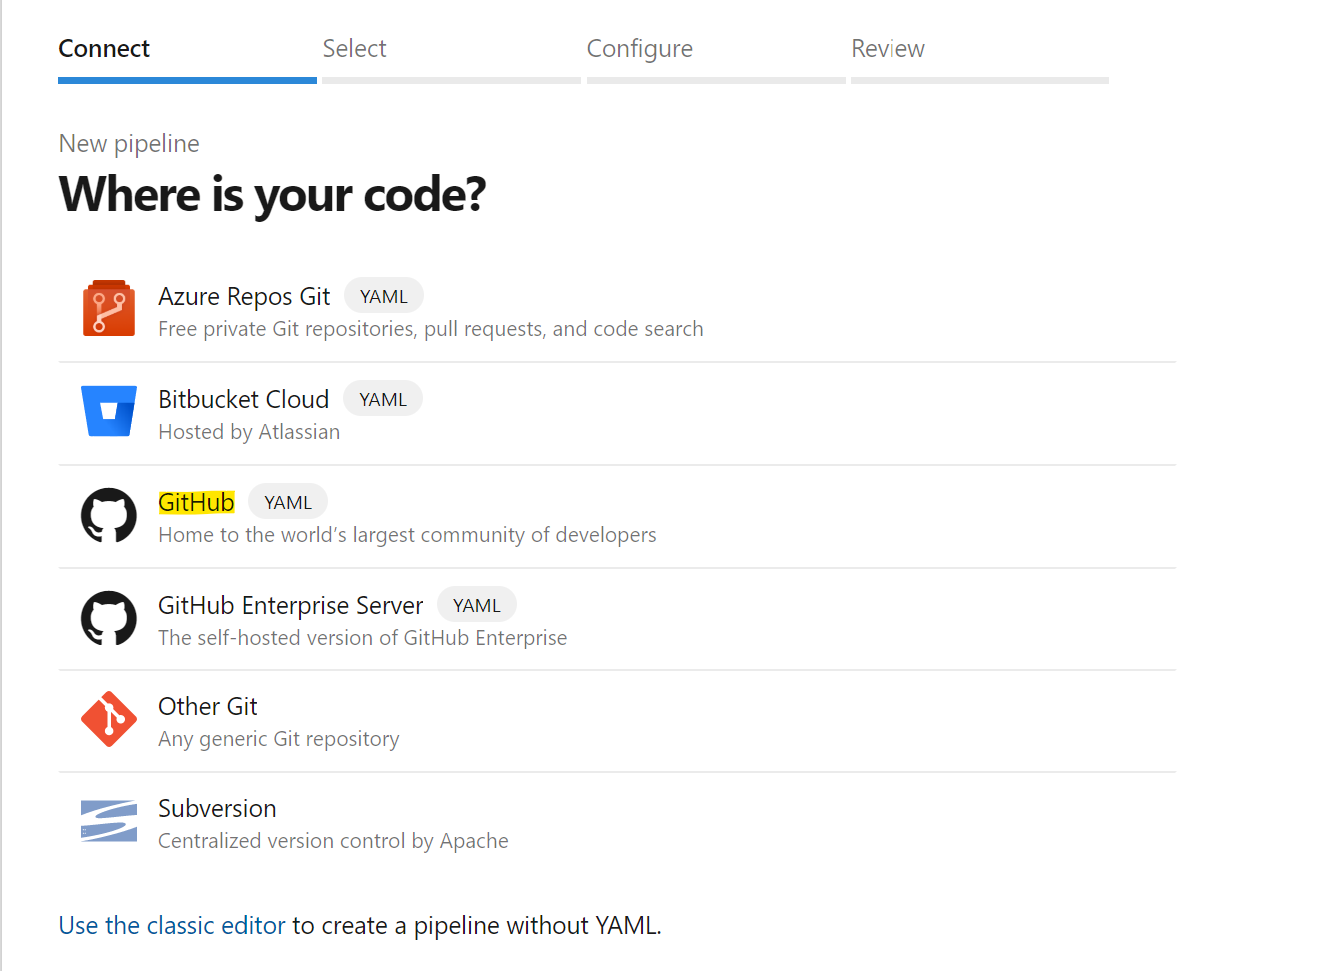 Connect
Select
Configure
Review
New pipeline
Where is your code?
Azure Repos Git YAML
Free private Git repositories, pull requests, and code search
Bitbucket Cloud YAML
Hosted by Atlassian
GitHub YAML
Home to the world’s largest community of developers
GitHub Enterprise Server YAML
The self-hosted version of GitHub Enterprise
Other Git
Any generic Git repository
Subversion
Centralized version control by Apache
Use the classic editor to create a pipeline without YAML.